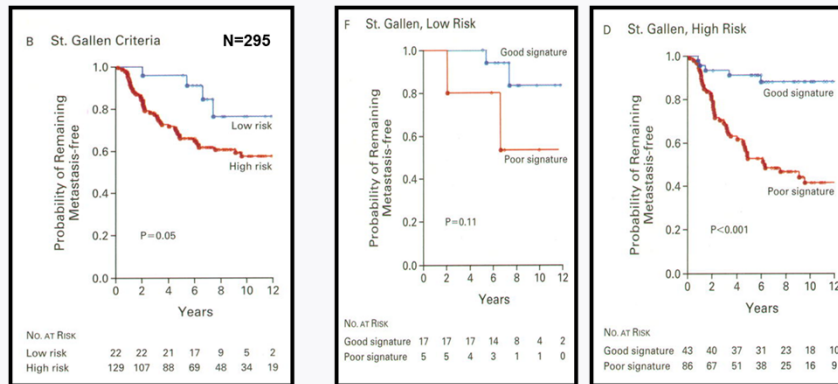 B St. Gallen Criteria N=295
Probability of Remaining
Metastasis-free
1.0
0.8
0.6
0.4
0.2
0.0
Low risk
High risk
P=0.05
0 2 4 6 8 10 12
Years
No. at Risk
Low risk 22 22 21 17 9 5 2
High risk 129 107 88 69 48 34 19
F St. Gallen, Low Risk
Probability of Remaining
Metastasis-free
1.0
0.8
0.6
0.4
0.2
0.0
Good signature
Poor signature
P=0.11
0 2 4 6 8 10 12
Years
No. at Risk
Good signature 17 17 17 14 8 4 2
Poor signature 5 5 4 3 1 1 0
D St. Gallen, High Risk
Probability of Remaining
Metastasis-free
1.0
0.8
0.6
0.4
0.2
0.0
Good signature
Poor signature
P<0.001
0 2 4 6 8 10 12
Years
No. at Risk
Good signature 43 40 37 31 23 18 10
Poor signature 86 67 51 38 25 16 9